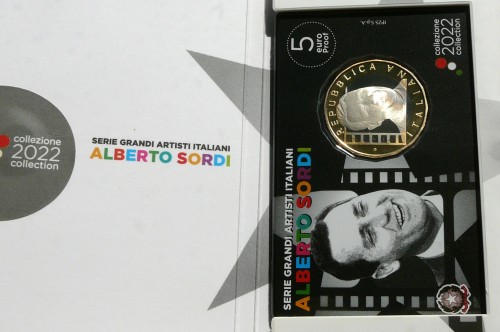 collezione
2022
collection
SERIE GRANDI ARTISTI ITALIANI
ALBERTO SORDI
5
euro
Proof
IPZS S.p.A.
collezione
2022
collection
REPUBBLICA ITALIANA
SERIE GRANDI ARTISTI ITALIANI
ALBERTO SORDI